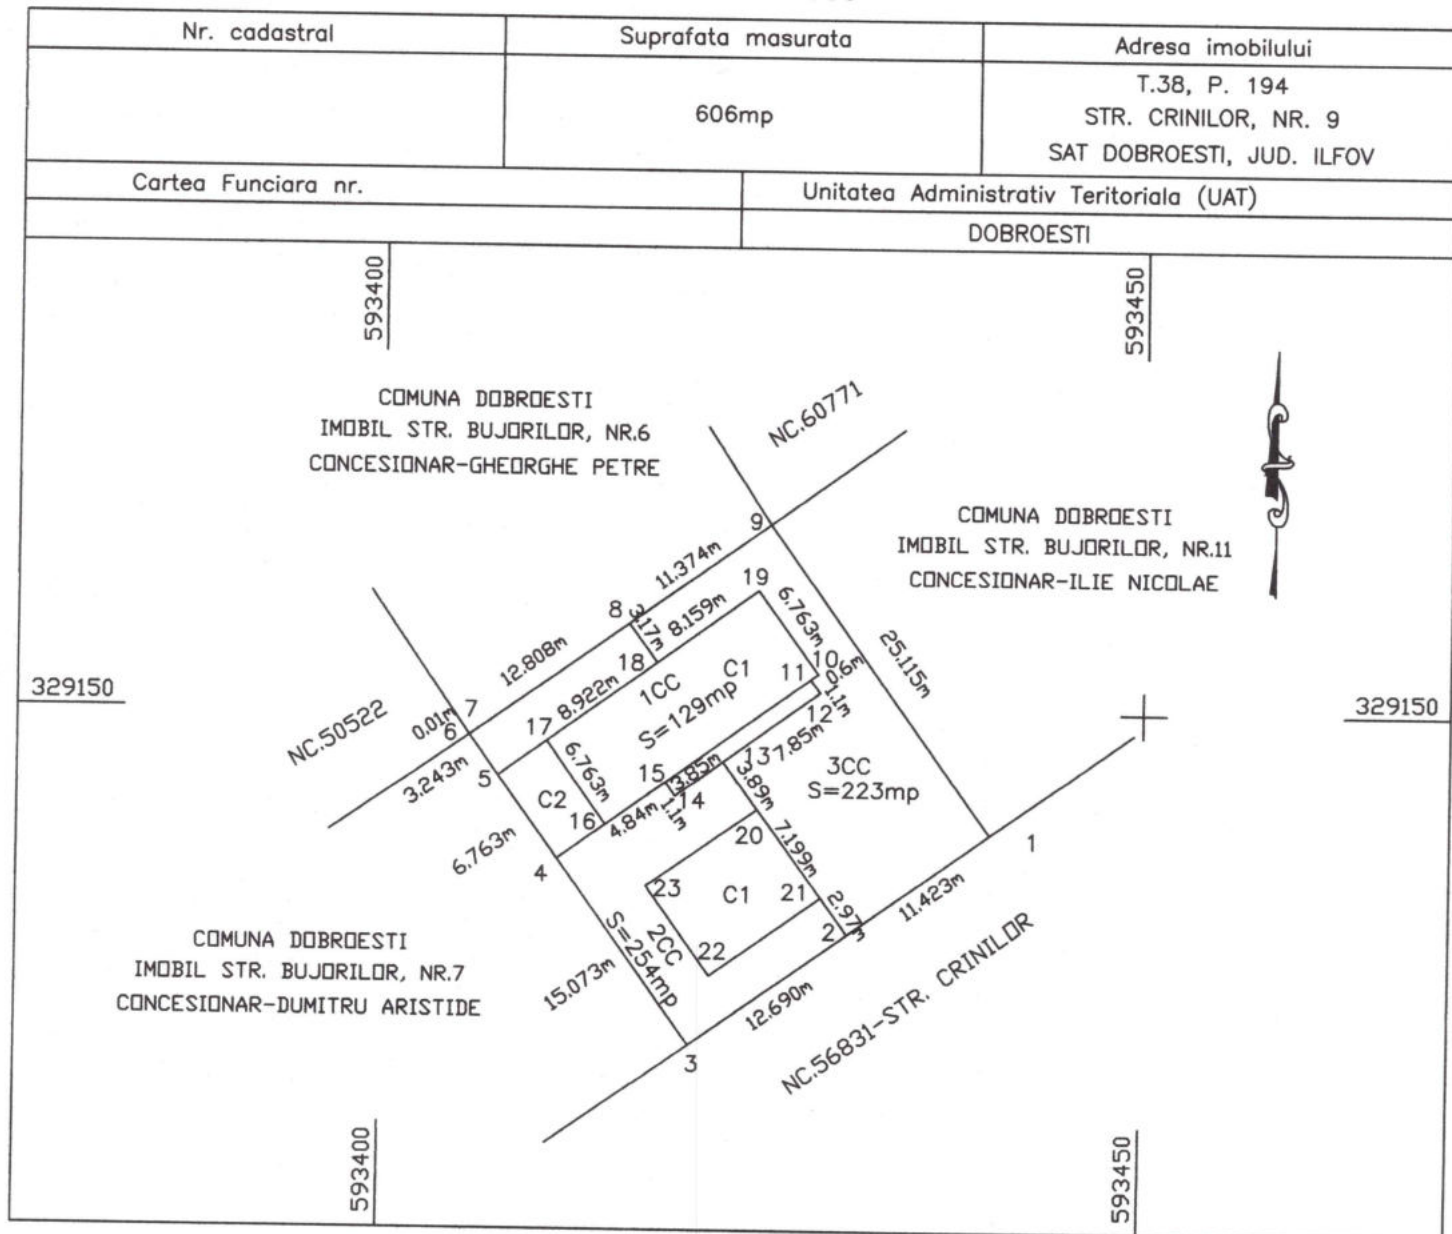 Nr. cadastral
Suprafata masurata
Adresa imobilului
606mp
T.38, P. 194
STR. CRINILOR, NR. 9
SAT DOBROESTI, JUD. ILFOV
Cartea Funciara nr.
Unitatea Administrativ Teritoriala (UAT)
DOBROESTI
593400
593450
COMUNA DOBROESTI
IMOBIL STR. BUJORILOR, NR.6
CONCESIONAR-GHEORGHE PETRE
NC.60771
COMUNA DOBROESTI
IMOBIL STR. BUJORILOR, NR.11
CONCESIONAR-ILIE NICOLAE
9
11.374m
19
8
3.17m
8.159m
6.763m
25.115m
12.808m
18
C1
11
10
0.6m
1.1m
329150
329150
1CC
S=129mp
8.922m
12
7
0.01m
6
17
NC.50522
6.763m
15
3.85m
13
7.85m
3CC
S=223mp
5
3.243m
C2
16
4.84m
1.1m
14
3.89m
20
7.199m
1
4
6.763m
23
C1
21
2.97m
11.423m
2
22
2CC
S=254mp
COMUNA DOBROESTI
IMOBIL STR. BUJORILOR, NR.7
CONCESIONAR-DUMITRU ARISTIDE
15.073m
12.690m
NC.56831-STR. CRINILOR
3
593400
593450